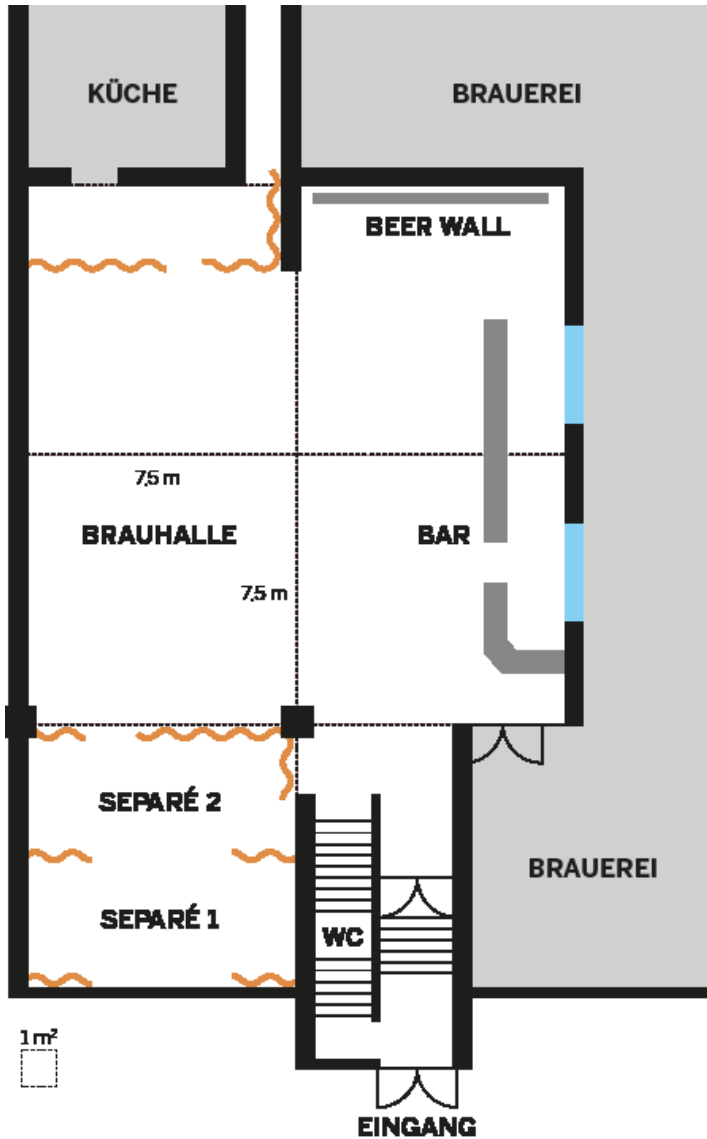 KÜCHE
BRAUEREI
BEER WALL
7,5 m
BRAUHALLE
BAR
7,5 m
SEPARÉ 2
BRAUEREI
SEPARÉ 1
WC
1 m²
EINGANG